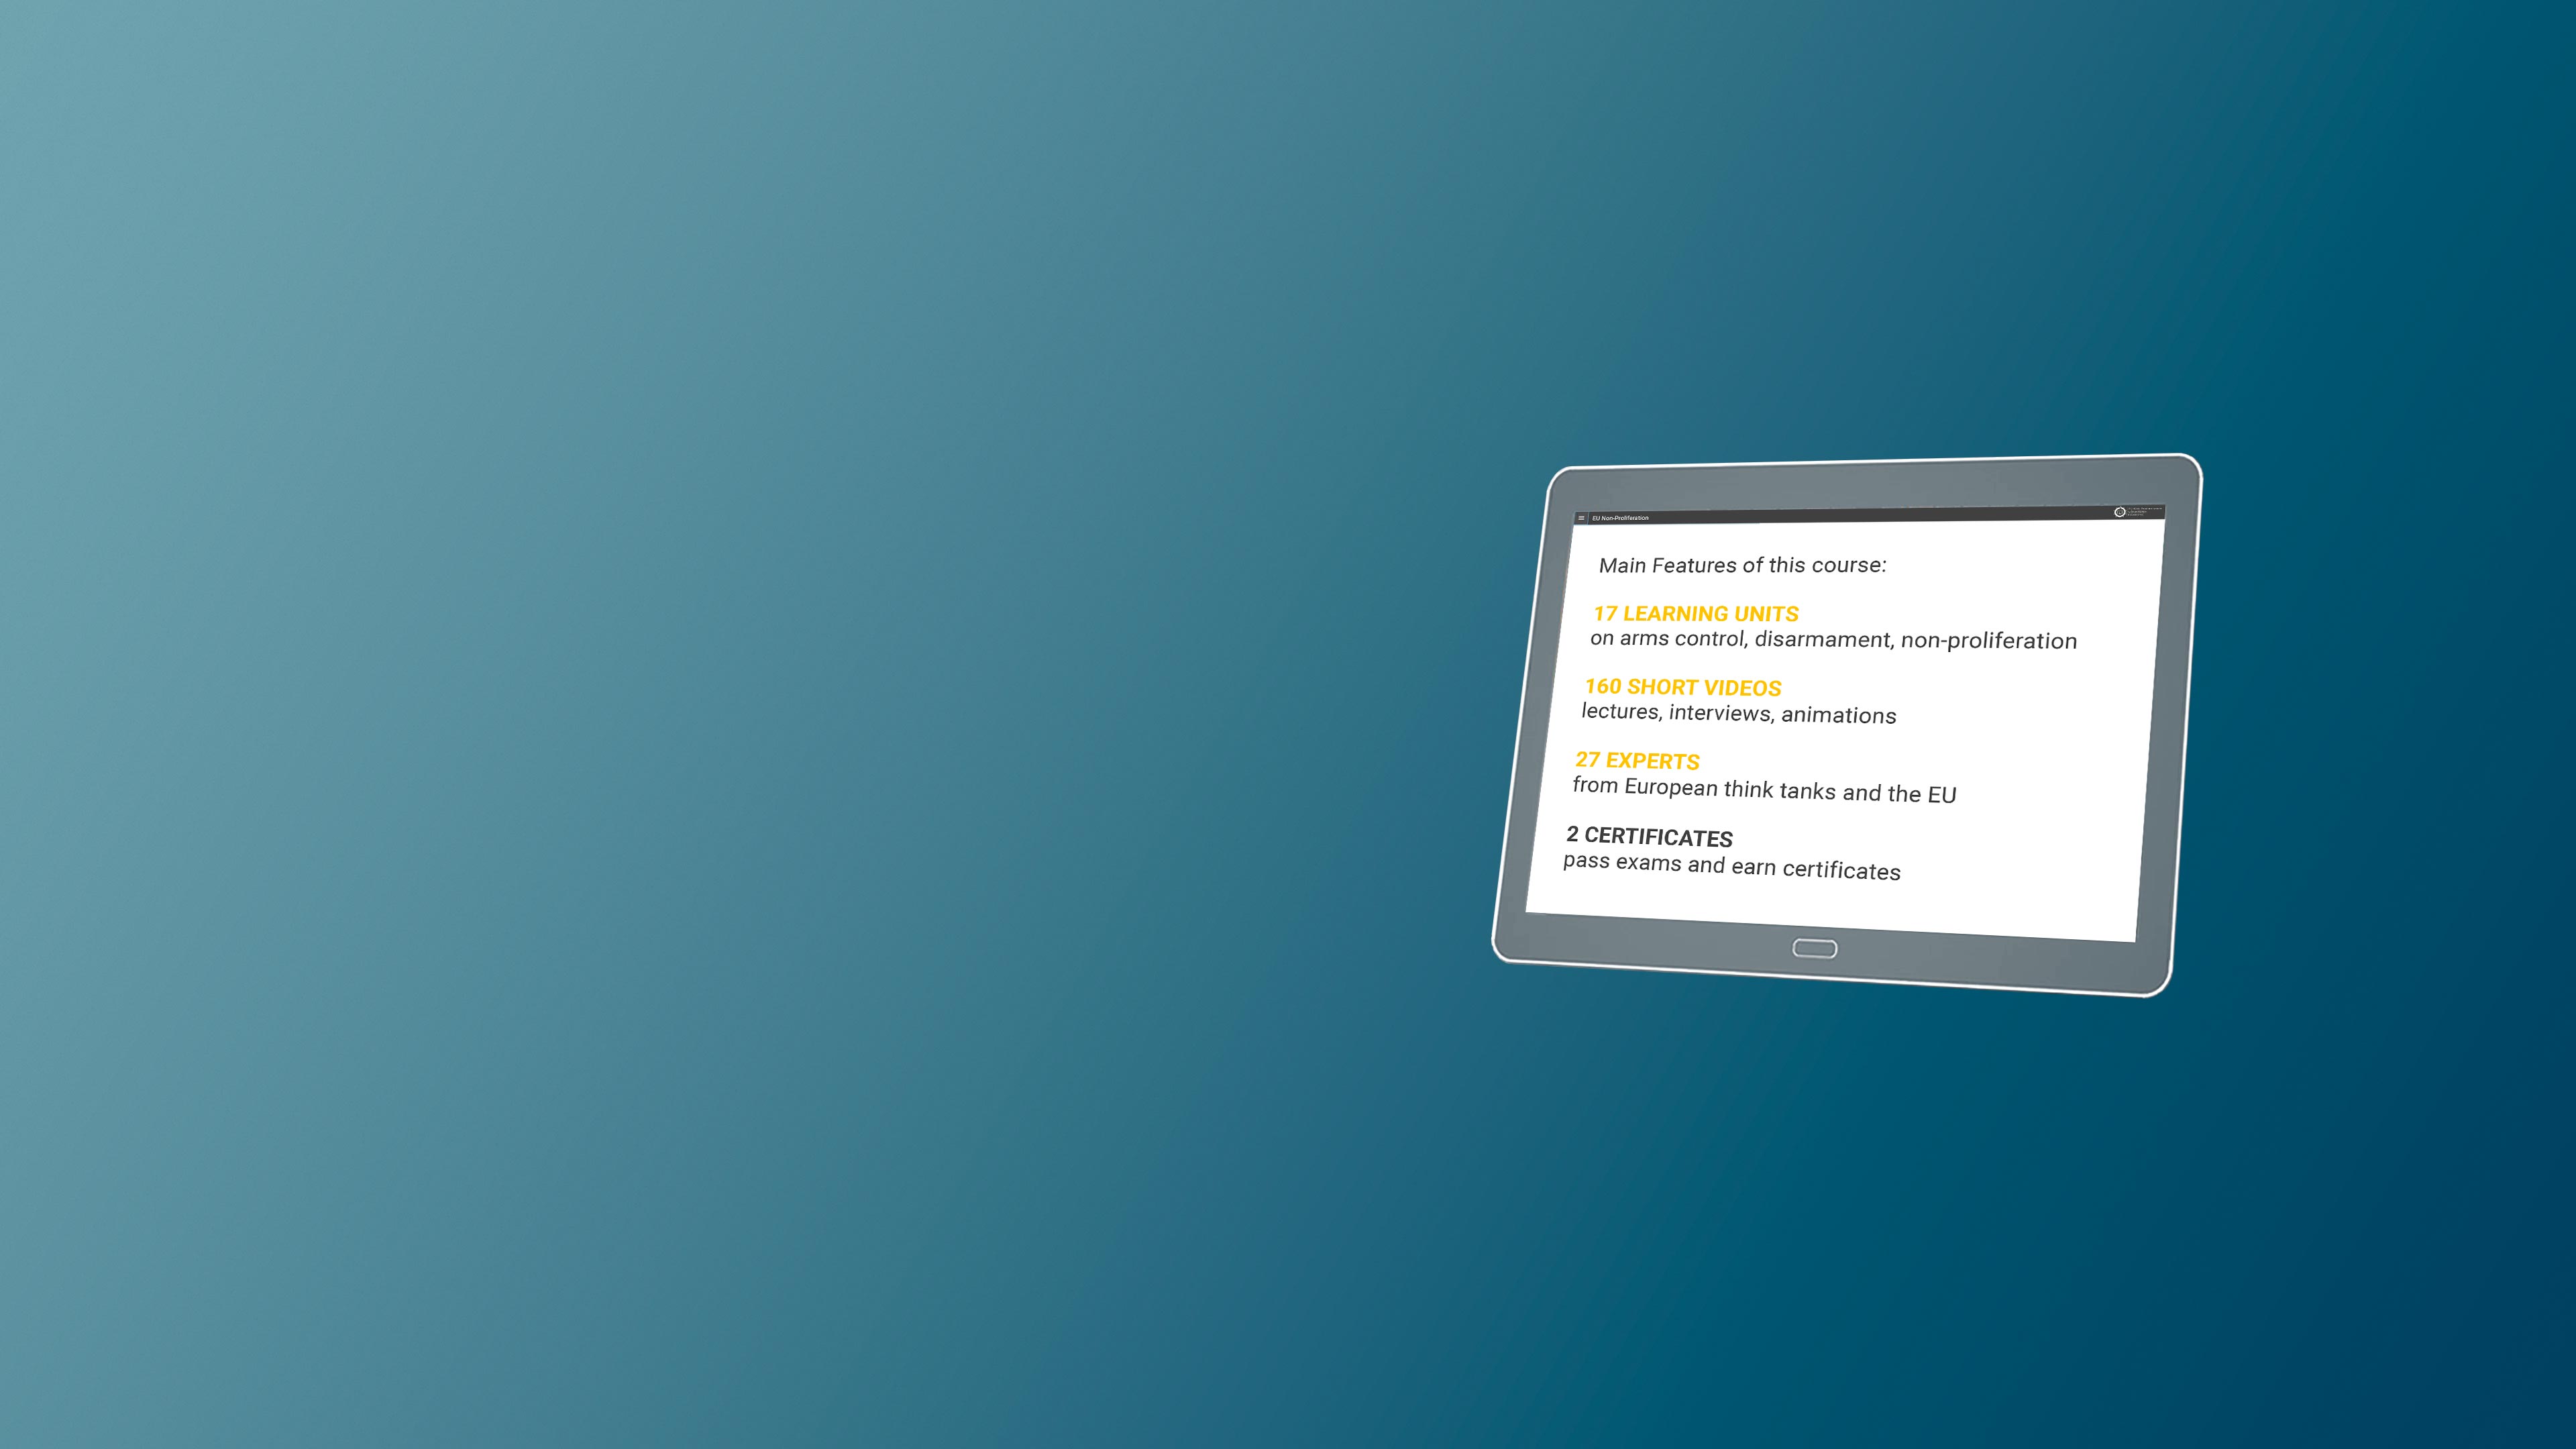 EU Non-Proliferation
Main Features of this course:
17 LEARNING UNITS
on arms control, disarmament, non-proliferation
160 SHORT VIDEOS
lectures, interviews, animations
27 EXPERTS
from European think tanks and the EU
2 CERTIFICATES
pass exams and earn certificates